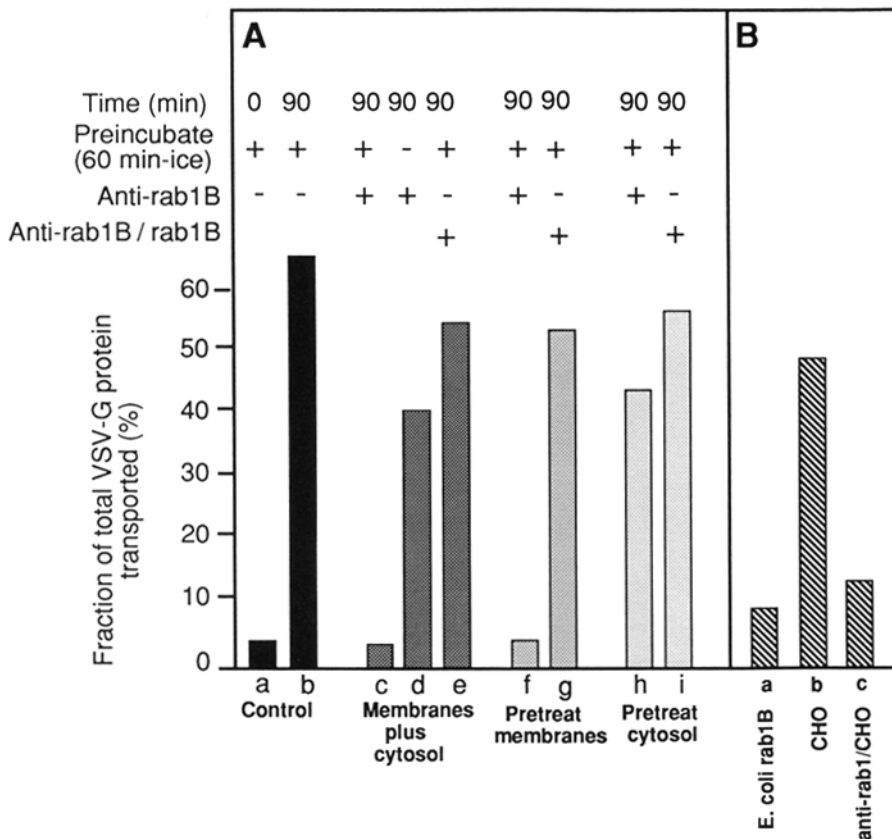 A
B
Time (min) 0 90 90 90 90 90 90 90 90
Preincubate
(60 min-ice) + + + - + + + + +
Anti-rab1B - - + + - + - + -
Anti-rab1B / rab1B + + +
Fraction of total VSV-G protein
transported (%)
60
50
40
30
20
10
0
a b c d e f g h i
Control
Membranes
plus
cytosol
Pretreat
membranes
Pretreat
cytosol
a b c
E. coli rab1B
CHO
anti-rab1/CHO